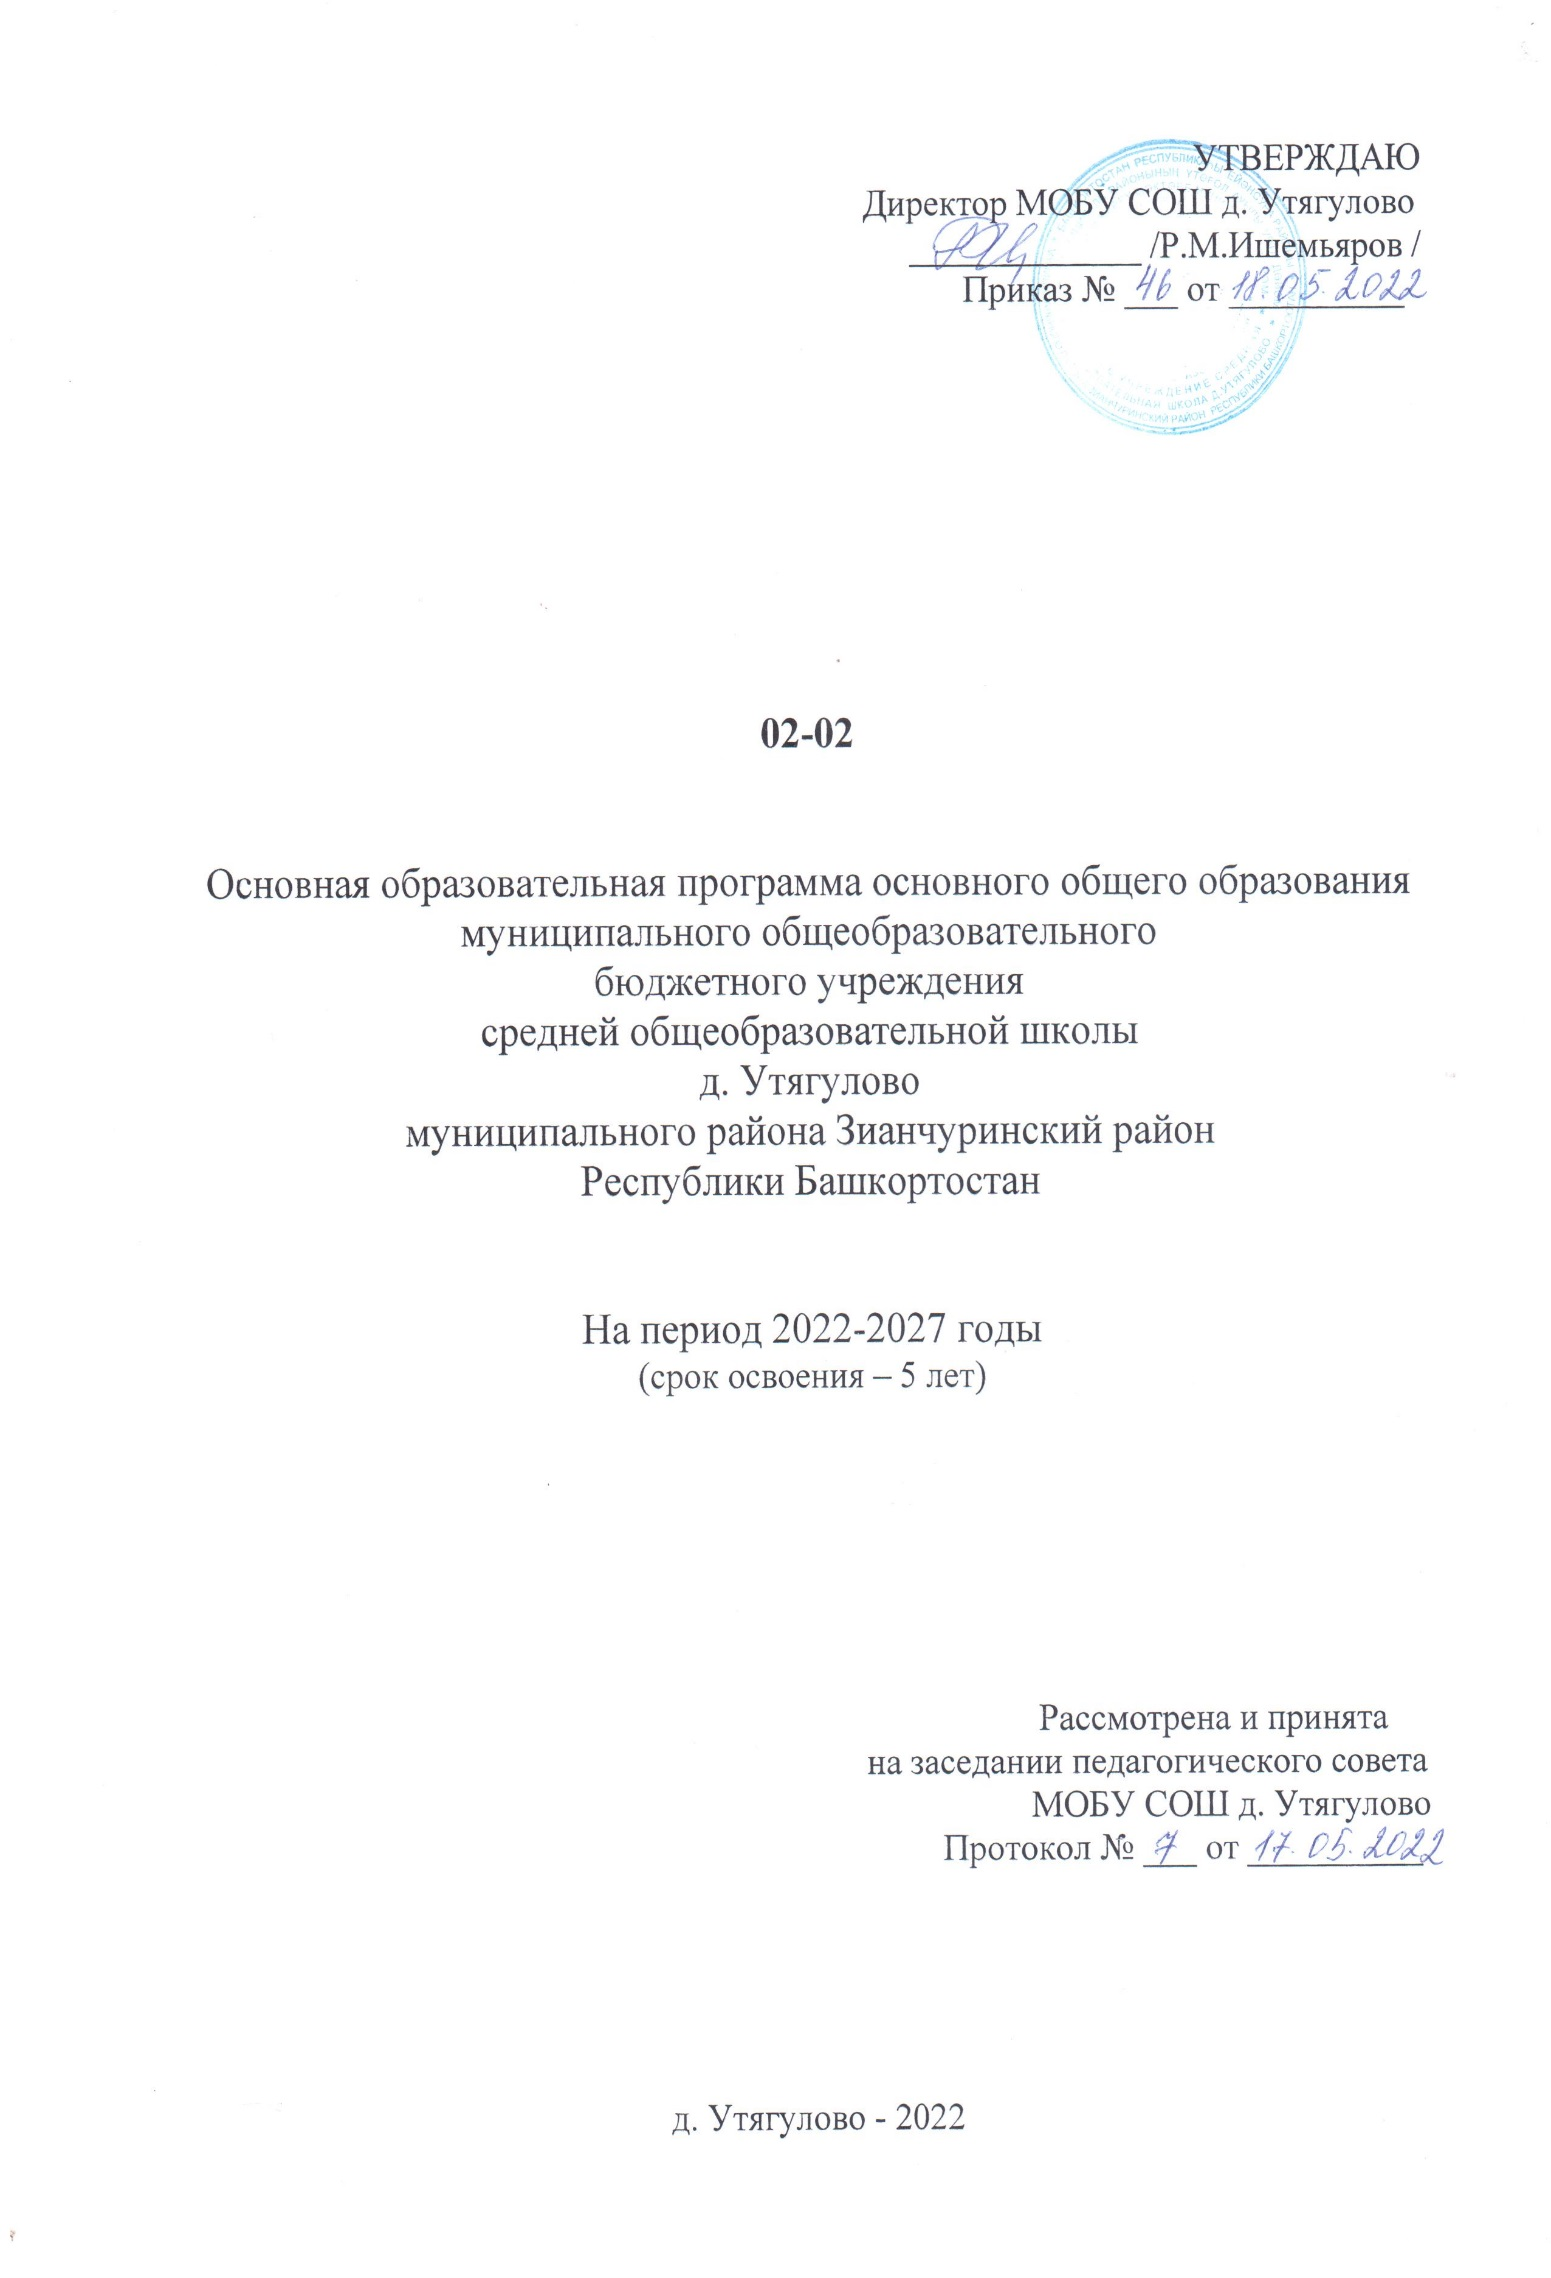 УТВЕРЖДАЮ
Директор МОБУ СОШ д. Утягулово
______________ /Р.М.Ишемьяров /
Приказ № 46 от 18.05.2022
02-02
Основная образовательная программа основного общего образования
муниципального общеобразовательного
бюджетного учреждения
средней общеобразовательной школы
д. Утягулово
муниципального района Зианчуринский район
Республики Башкортостан
На период 2022-2027 годы
(срок освоения – 5 лет)
Рассмотрена и принята
на заседании педагогического совета
МОБУ СОШ д. Утягулово
Протокол № 7 от 17.05.2022
д. Утягулово - 2022